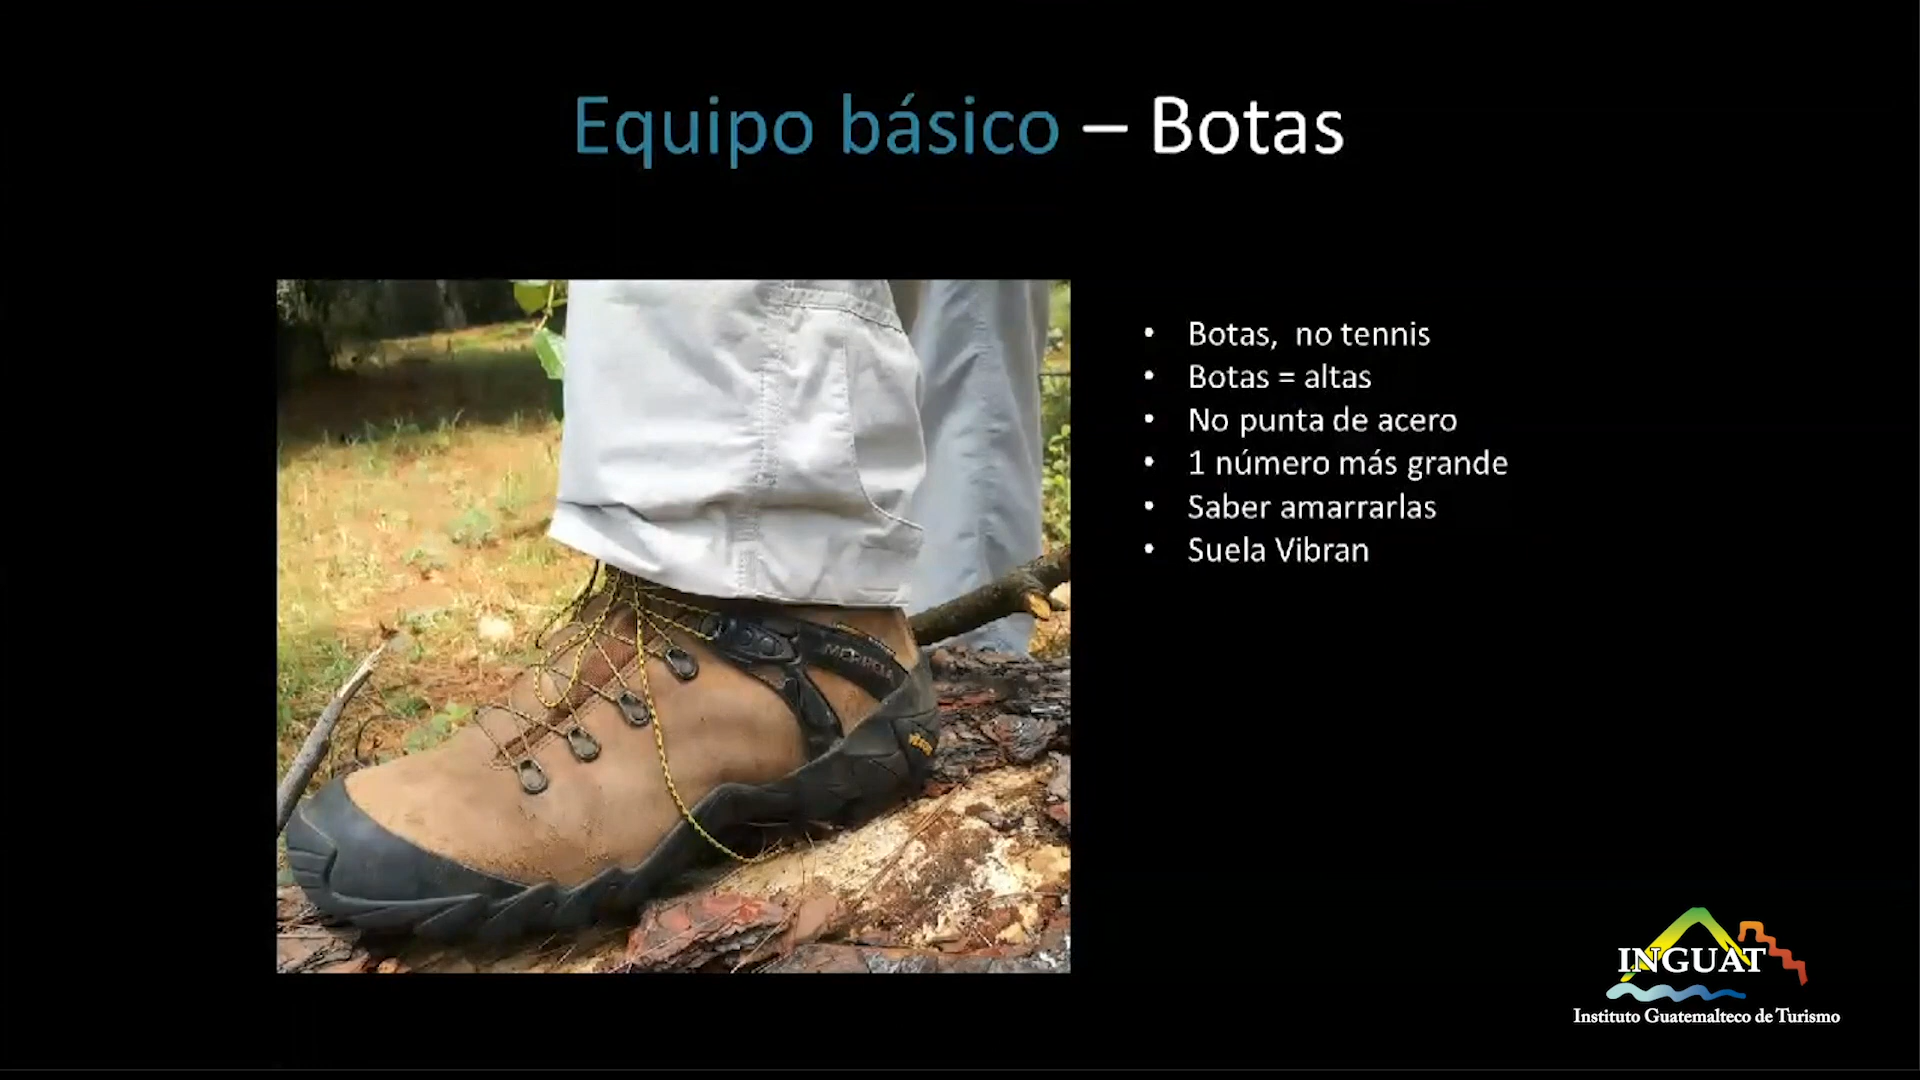 Equipo básico – Botas
• Botas, no tennis
• Botas = altas
• No punta de acero
• 1 número más grande
• Saber amarrarlas
• Suela Vibran
MERRELL
INGUAT
Instituto Guatemalteco de Turismo